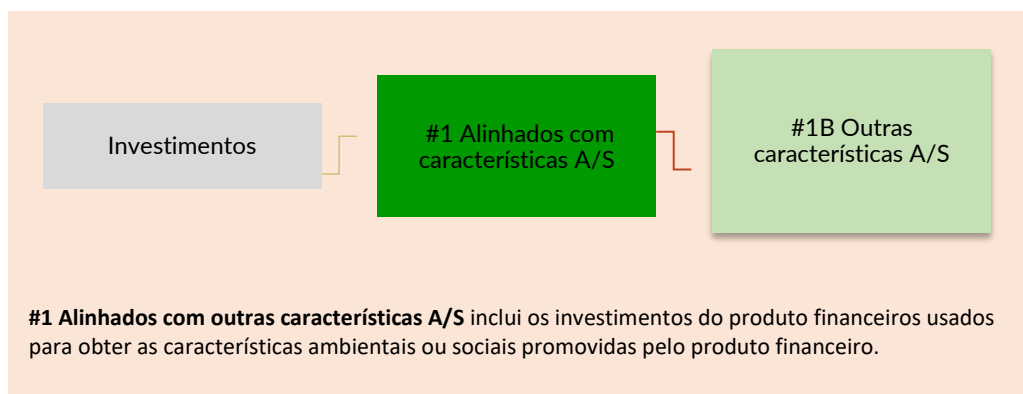 Investimentos
#1 Alinhados com
características A/S
#1B Outras
características A/S
#1 Alinhados com outras características A/S inclui os investimentos do produto financeiros usados
para obter as características ambientais ou sociais promovidas pelo produto financeiro.